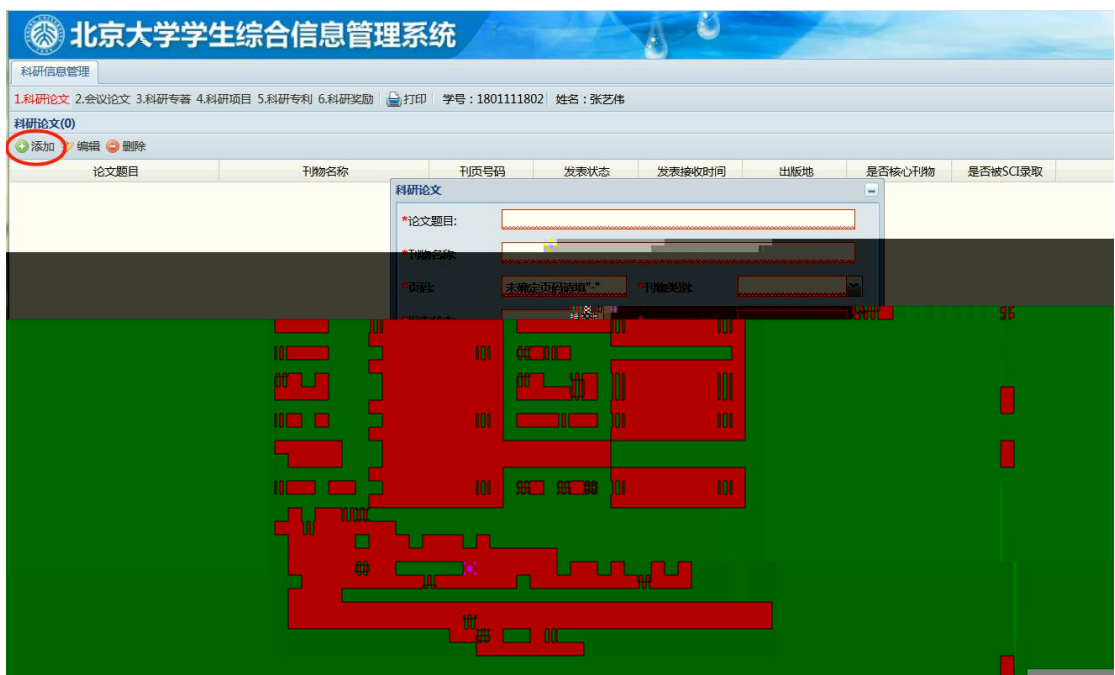 北京大学学生综合信息管理系统
科研信息管理
1.科研论文 2.会议论文 3.科研专著 4.科研项目 5.科研专利 6.科研奖励 打印 学号：1801111802 姓名：张艺伟
科研论文(0)
添加 编辑 删除
论文题目 刊物名称 刊页号码 发表状态 发表接收时间 出版地 是否核心刊物 是否被SCI录取
科研论文
*论文题目:
*刊物名称:
*页码: 未确定页码请填"-" *刊物类别: